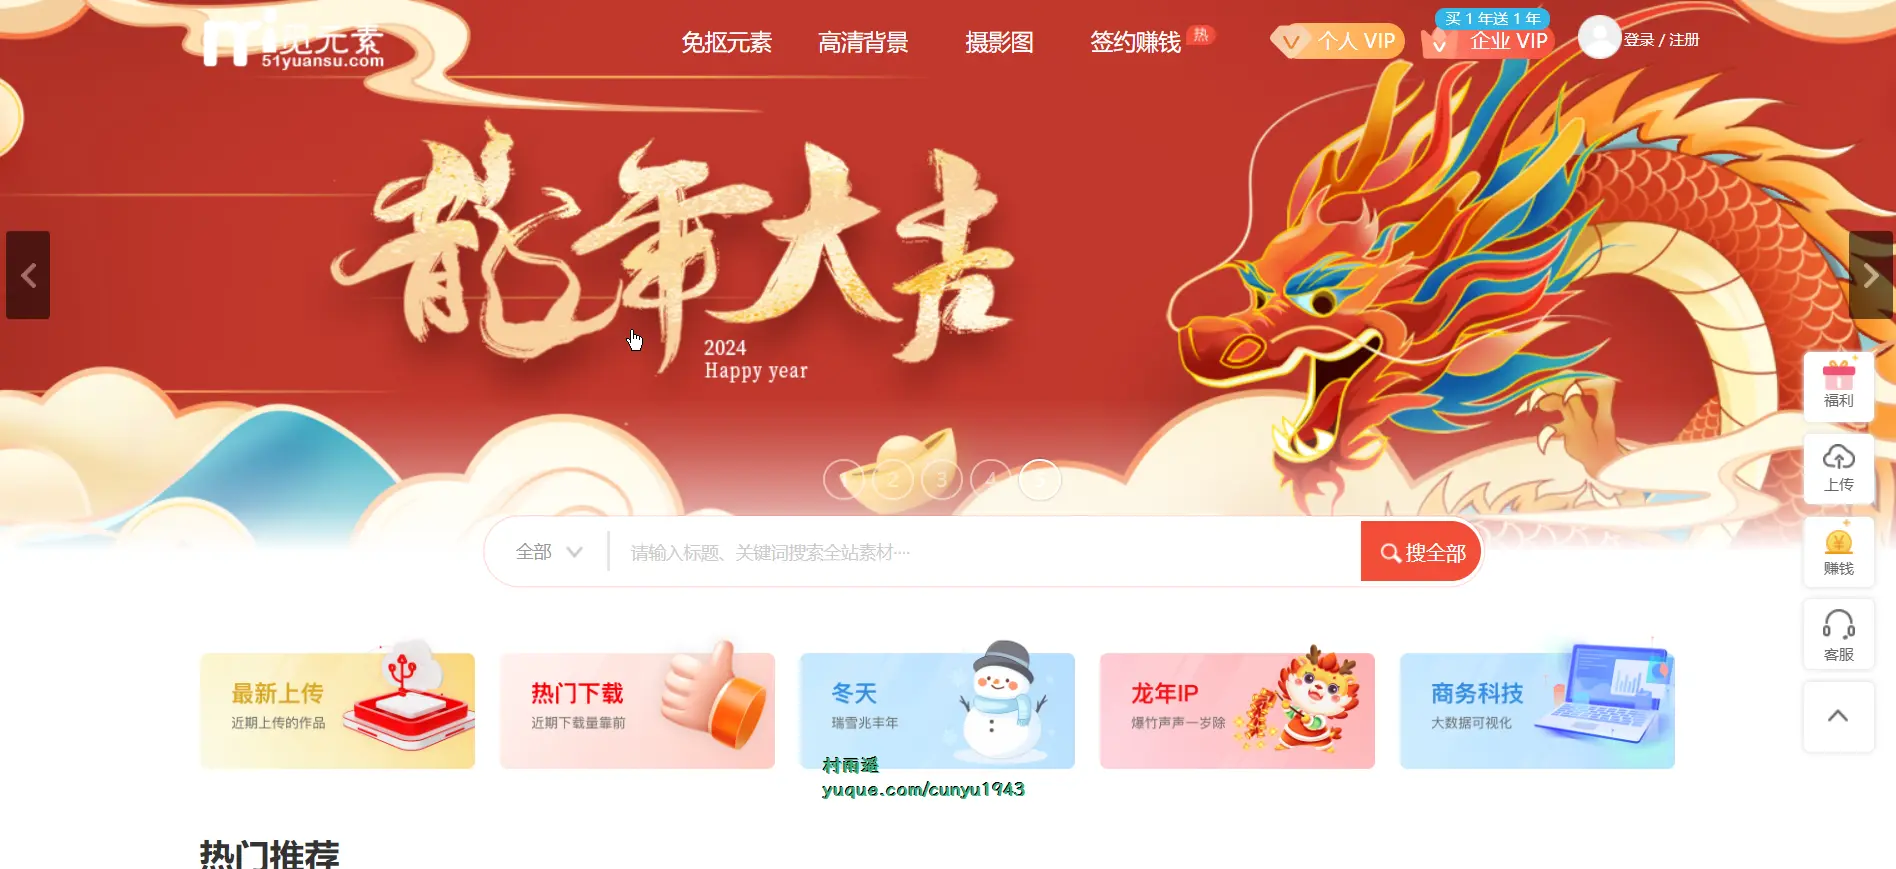 觅元素
51yuansu.com
免抠元素
高清背景
摄影图
签约赚钱
热
个人 VIP
买 1 年送 1 年
企业 VIP
登录 / 注册
龍年大吉
2024
Happy year
1 2 3 4 5
福利
上传
赚钱
客服
全部
请输入标题、关键词搜索全站素材····
搜全部
最新上传
近期上传的作品
热门下载
近期下载量靠前
冬天
瑞雪兆丰年
龙年IP
爆竹声声一岁除
商务科技
大数据可视化
村雨遥
yuque.com/cunyu1943
热门推荐